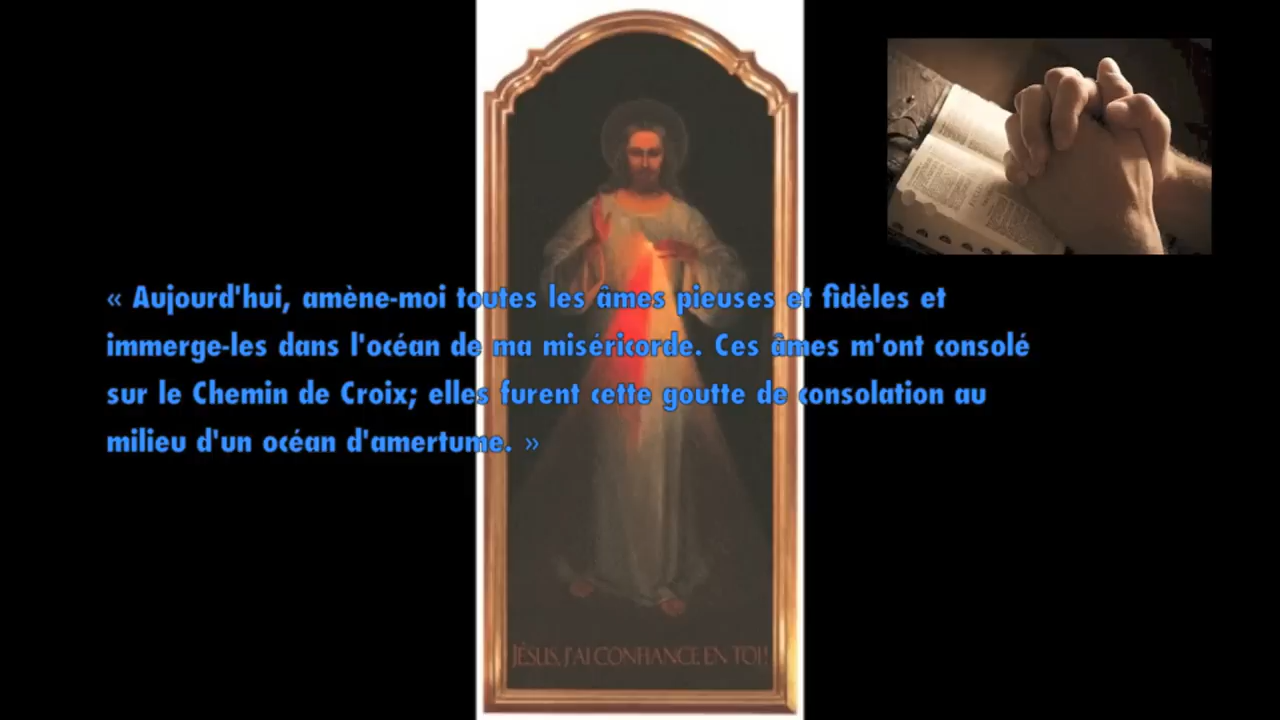 « Aujourd'hui, amène-moi toutes les âmes pieuses et fidèles et
immerge-les dans l'océan de ma miséricorde. Ces âmes m'ont consolé
sur le Chemin de Croix; elles furent cette goutte de consolation au
milieu d'un océan d'amertume. »
JÉSUS, J'AI CONFIANCE EN TOI!